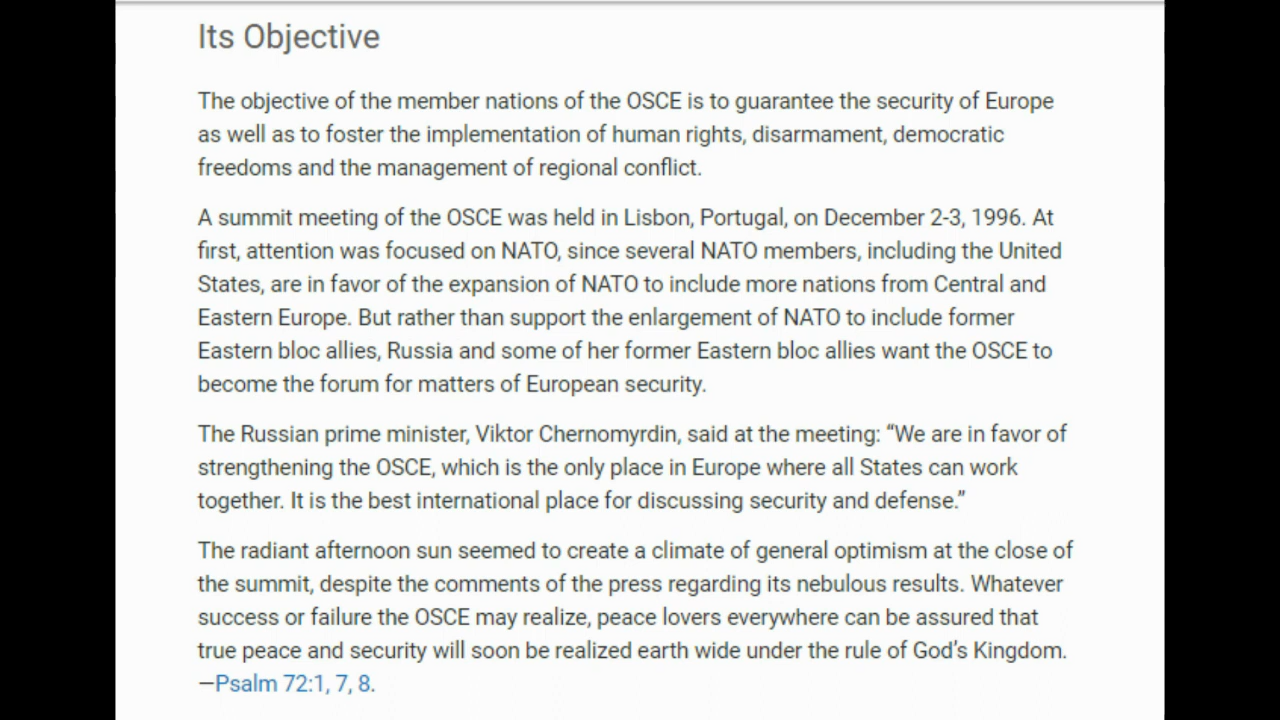 Its Objective
The objective of the member nations of the OSCE is to guarantee the security of Europe
as well as to foster the implementation of human rights, disarmament, democratic
freedoms and the management of regional conflict.
A summit meeting of the OSCE was held in Lisbon, Portugal, on December 2-3, 1996. At
first, attention was focused on NATO, since several NATO members, including the United
States, are in favor of the expansion of NATO to include more nations from Central and
Eastern Europe. But rather than support the enlargement of NATO to include former
Eastern bloc allies, Russia and some of her former Eastern bloc allies want the OSCE to
become the forum for matters of European security.
The Russian prime minister, Viktor Chernomyrdin, said at the meeting: “We are in favor of
strengthening the OSCE, which is the only place in Europe where all States can work
together. It is the best international place for discussing security and defense.”
The radiant afternoon sun seemed to create a climate of general optimism at the close of
the summit, despite the comments of the press regarding its nebulous results. Whatever
success or failure the OSCE may realize, peace lovers everywhere can be assured that
true peace and security will soon be realized earth wide under the rule of God’s Kingdom.
—Psalm 72:1, 7, 8.